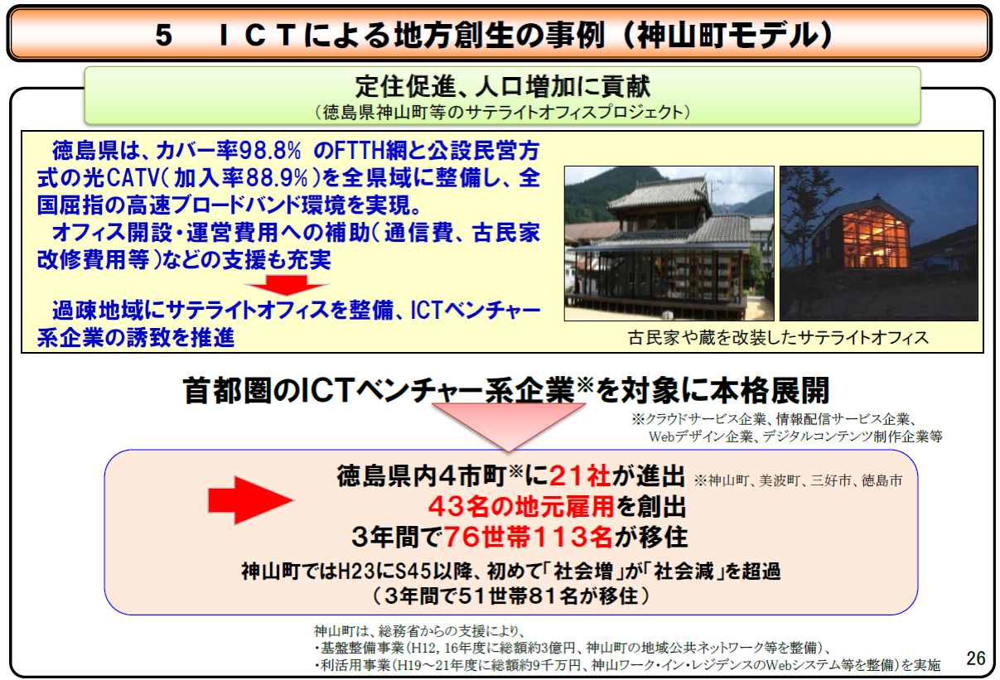 5　ＩＣＴによる地方創生の事例（神山町モデル）
定住促進、人口増加に貢献
（徳島県神山町等のサテライトオフィスプロジェクト）
徳島県は、カバー率98.8% のFTTH網と公設民営方
式の光CATV（加入率88.9%）を全県域に整備し、全
国屈指の高速ブロードバンド環境を実現。
オフィス開設・運営費用への補助（通信費、古民家
改修費用等）などの支援も充実
過疎地域にサテライトオフィスを整備、ICTベンチャー
系企業の誘致を推進
古民家や蔵を改装したサテライトオフィス
首都圏のICTベンチャー系企業※を対象に本格展開
※クラウドサービス企業、情報配信サービス企業、
Webデザイン企業、デジタルコンテンツ制作企業等
徳島県内４市町※に２１社が進出 ※神山町、美波町、三好市、徳島市
４３名の地元雇用を創出
３年間で７６世帯１１３名が移住
神山町ではH23にS45以降、初めて「社会増」が「社会減」を超過
（３年間で５１世帯８１名が移住）
神山町は、総務省からの支援により、
・基盤整備事業（H12, 16年度に総額約3億円、神山町の地域公共ネットワーク等を整備）、
・利活用事業（H19～21年度に総額約9千万円、神山ワーク・イン・レジデンスのWebシステム等を整備）を実施
26